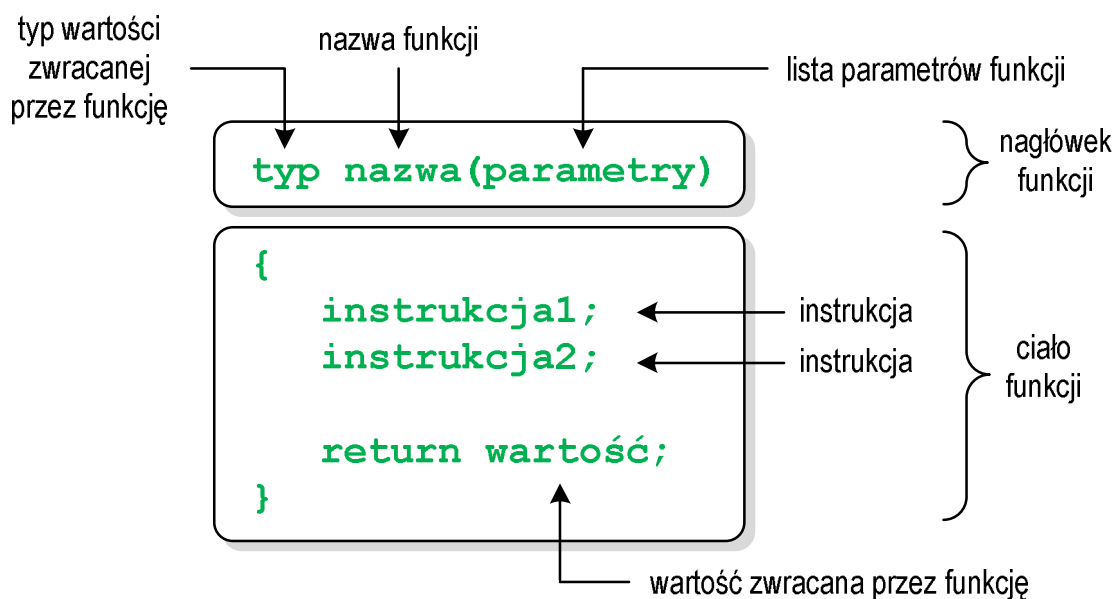 typ wartości
zwracanej
przez funkcję
nazwa funkcji
lista parametrów funkcji
typ nazwa(parametry)
nagłówek
funkcji
{
instrukcja1;
instrukcja
instrukcja2;
instrukcja
ciało
funkcji
return wartość;
}
wartość zwracana przez funkcję